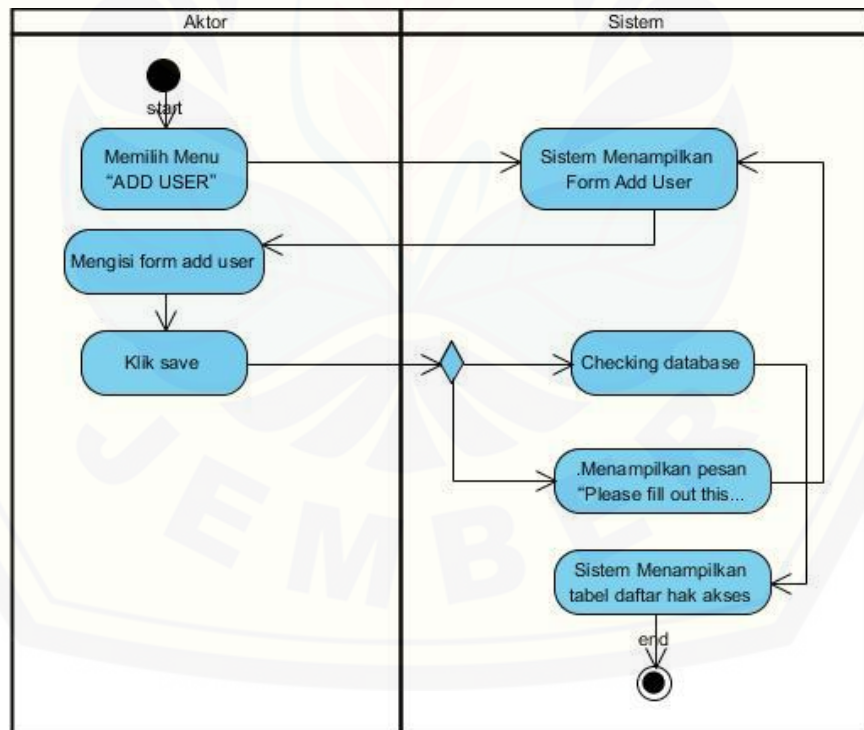 Aktor
Sistem
start
Memilih Menu
“ADD USER”
Sistem Menampilkan
Form Add User
Mengisi form add user
Klik save
Checking database
.Menampilkan pesan
“Please fill out this...
Sistem Menampilkan
tabel daftar hak akses
end
JEMBER